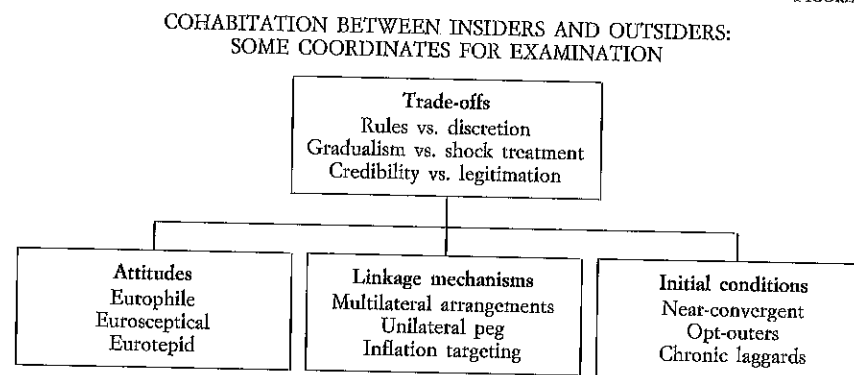 COHABITATION BETWEEN INSIDERS AND OUTSIDERS:
SOME COORDINATES FOR EXAMINATION
Trade-offs
Rules vs. discretion
Gradualism vs. shock treatment
Credibility vs. legitimation
Attitudes
Europhile
Eurosceptical
Eurotepid
Linkage mechanisms
Multilateral arrangements
Unilateral peg
Inflation targeting
Initial conditions
Near-convergent
Opt-outers
Chronic laggards